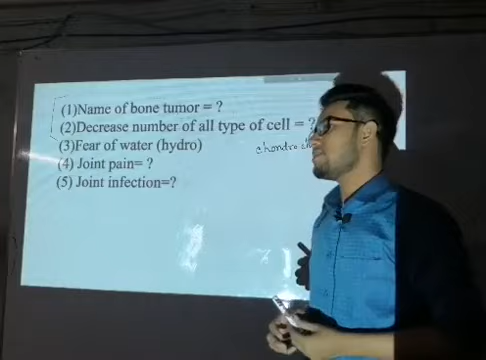 (1)Name of bone tumor = ?
(2)Decrease number of all type of cell = ?
(3)Fear of water (hydro)
chondro
(4) Joint pain= ?
(5) Joint infection=?